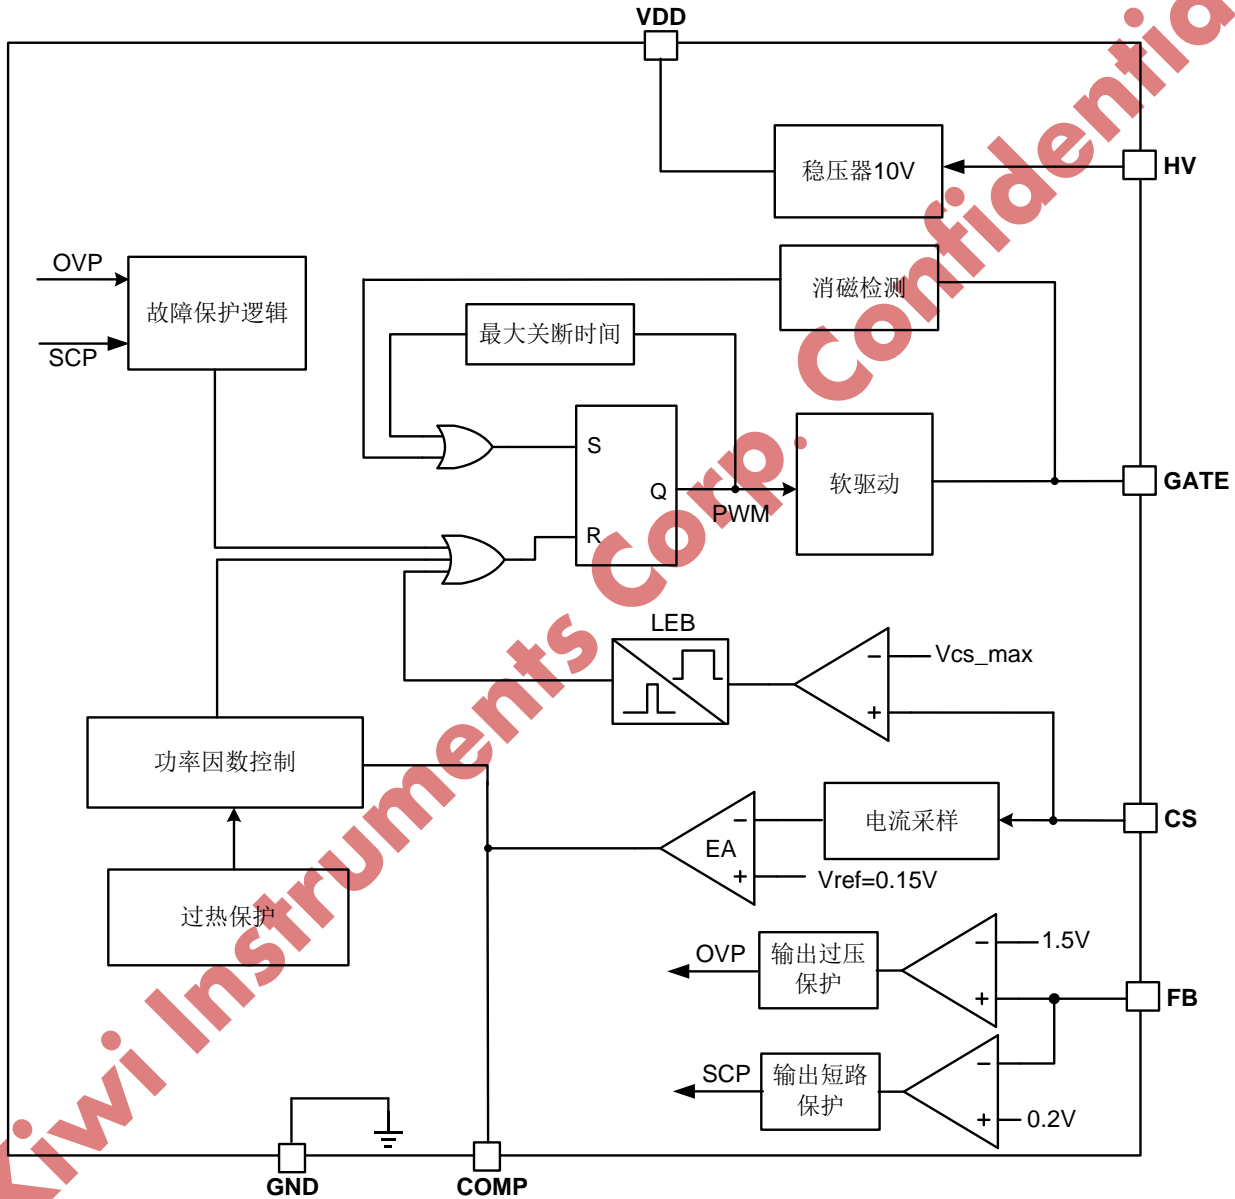 VDD
稳压器10V
HV
OVP
故障保护逻辑
SCP
消磁检测
最大关断时间
S
Q
R
PWM
软驱动
GATE
LEB
−
Vcs_max
+
功率因数控制
过热保护
电流采样
CS
−
EA
+
Vref=0.15V
OVP
输出过压
保护
−
1.5V
+
FB
SCP
输出短路
保护
−
+
0.2V
GND
COMP
Kiwi Instruments Corp. Confidential